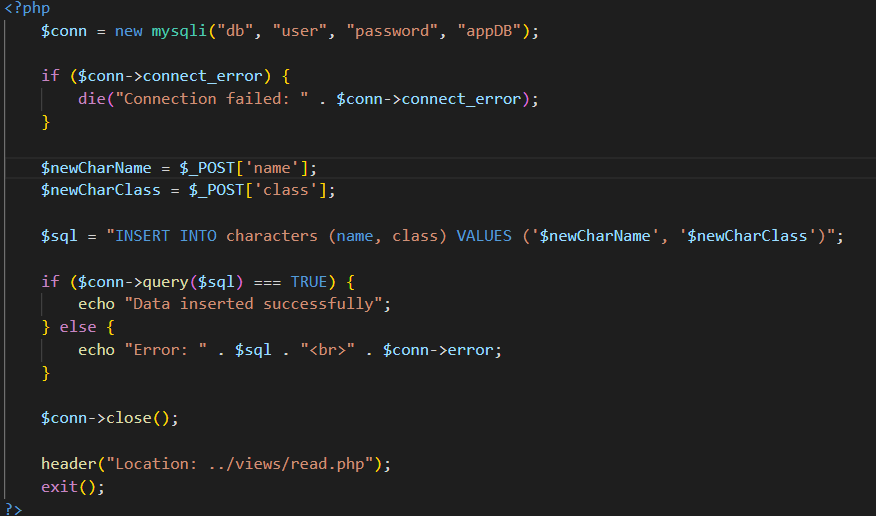 <?php
$conn = new mysqli("db", "user", "password", "appDB");
if ($conn->connect_error) {
die("Connection failed: " . $conn->connect_error);
}
$newCharName = $_POST['name'];
$newCharClass = $_POST['class'];
$sql = "INSERT INTO characters (name, class) VALUES ('$newCharName', '$newCharClass')";
if ($conn->query($sql) === TRUE) {
echo "Data inserted successfully";
} else {
echo "Error: " . $sql . "<br>" . $conn->error;
}
$conn->close();
header("Location: ../views/read.php");
exit();
?>